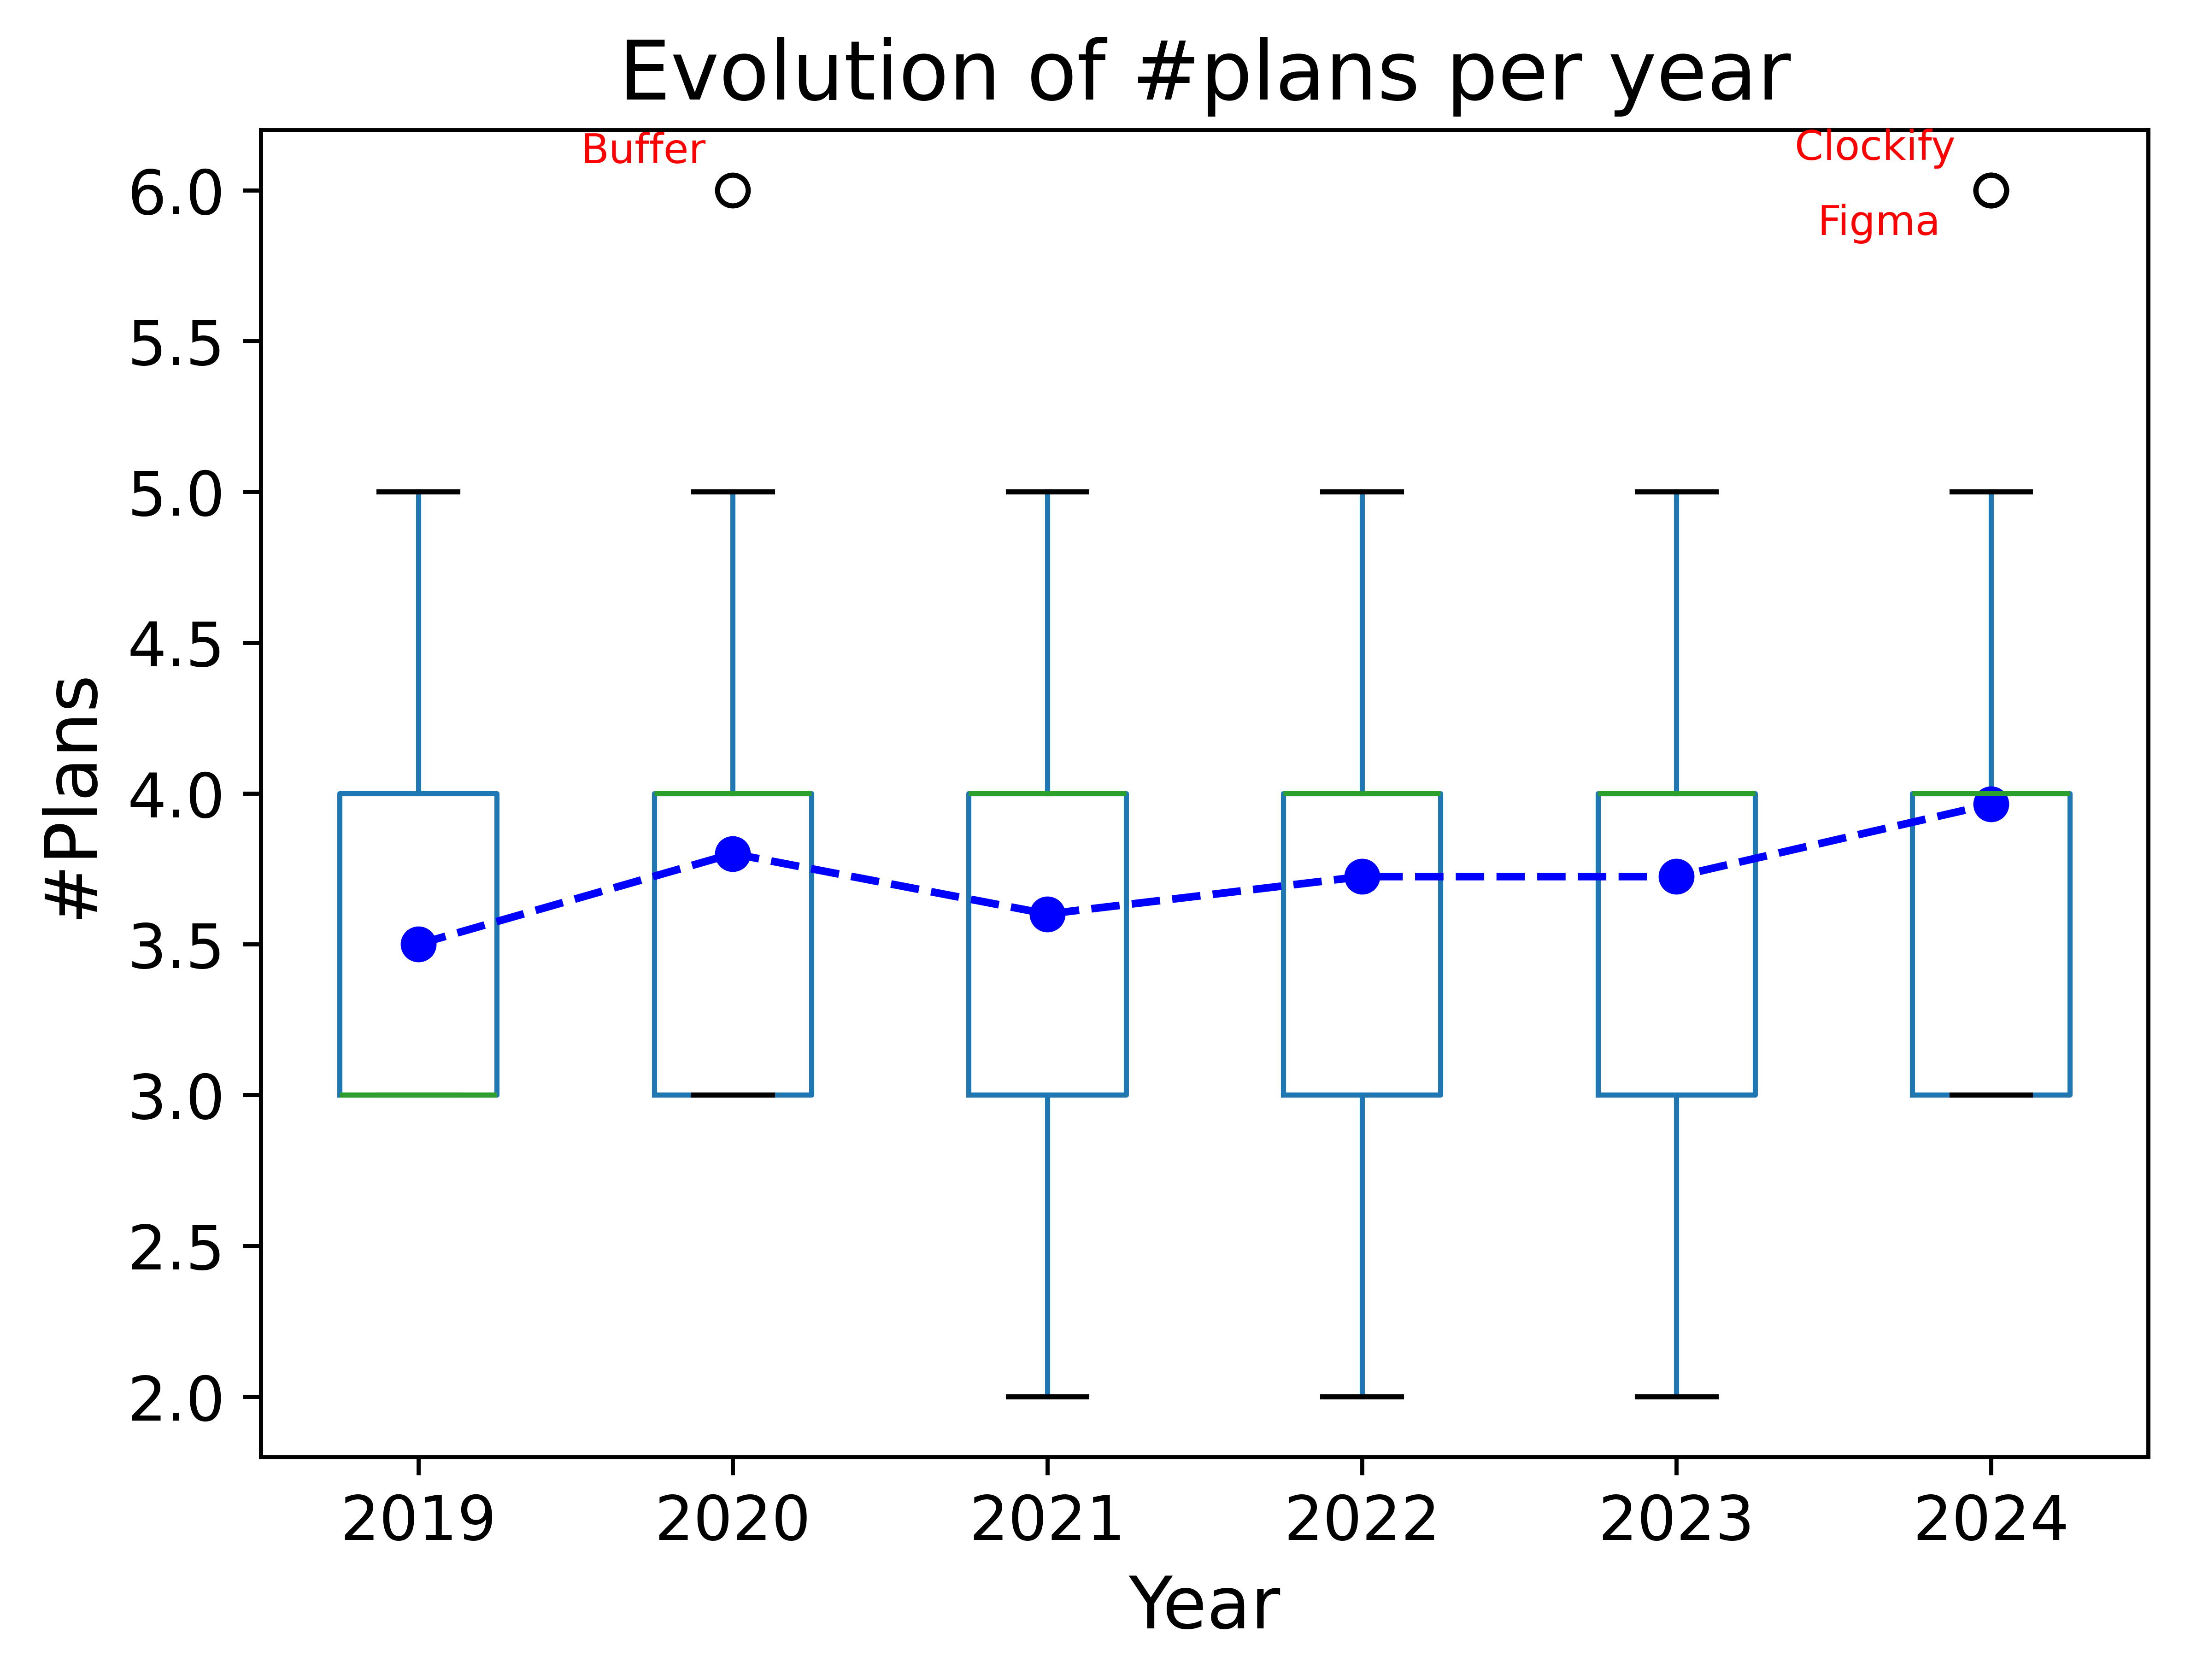 Evolution of #plans per year
Buffer
Clockify
Figma
6.0
5.5
5.0
4.5
4.0
3.5
3.0
2.5
2.0
#Plans
2019 2020 2021 2022 2023 2024
Year